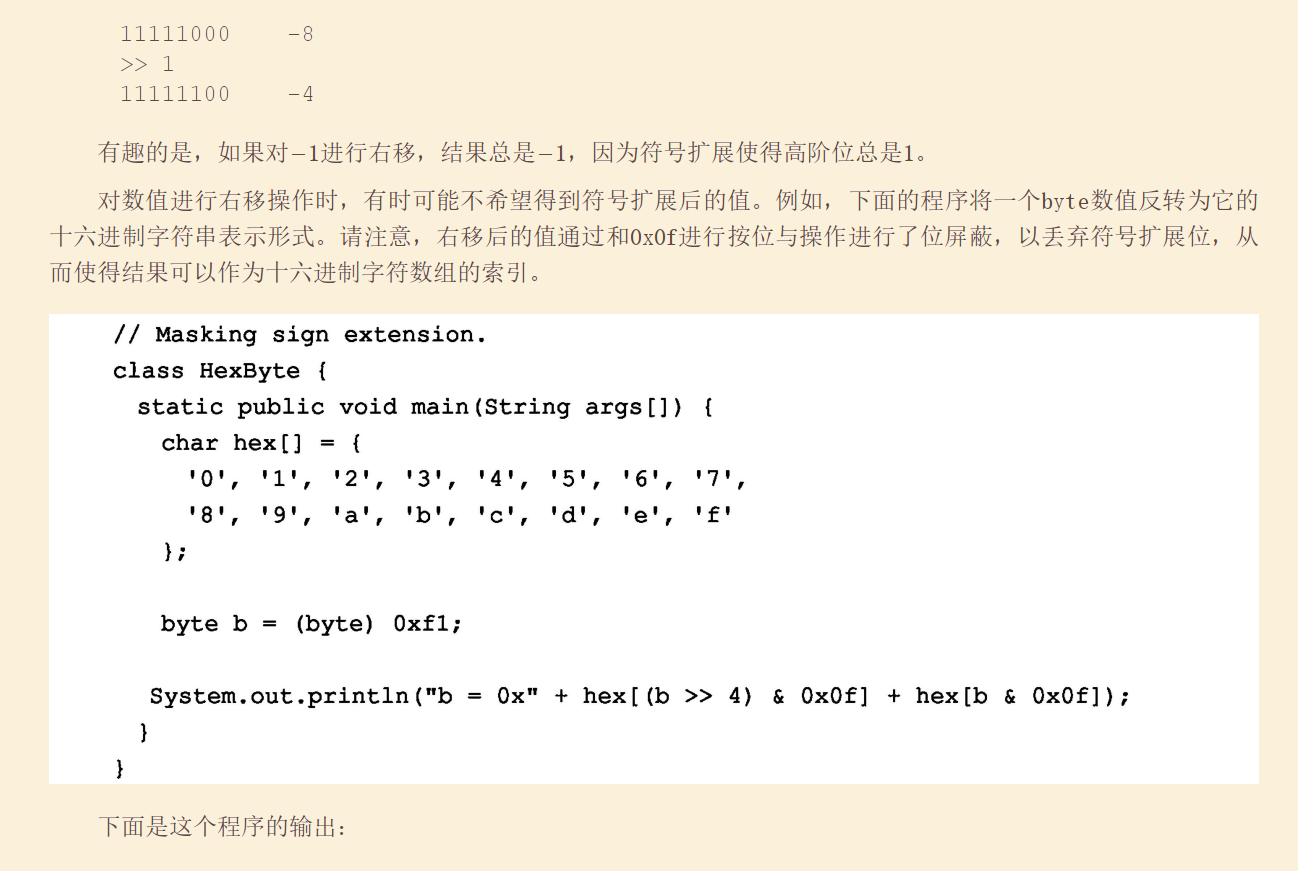 11111000    -8
>> 1
11111100    -4
有趣的是，如果对–1进行右移，结果总是–1，因为符号扩展使得高阶位总是1。
对数值进行右移操作时，有时可能不希望得到符号扩展后的值。例如，下面的程序将一个byte数值反转为它的
十六进制字符串表示形式。请注意，右移后的值通过和0x0f进行按位与操作进行了位屏蔽，以丢弃符号扩展位，从
而使得结果可以作为十六进制字符数组的索引。
// Masking sign extension.
class HexByte {
  static public void main(String args[]) {
    char hex[] = {
      '0', '1', '2', '3', '4', '5', '6', '7',
      '8', '9', 'a', 'b', 'c', 'd', 'e', 'f'
    };
    byte b = (byte) 0xf1;
   System.out.println("b = 0x" + hex[(b >> 4) & 0x0f] + hex[b & 0x0f]);
  }
}
下面是这个程序的输出：